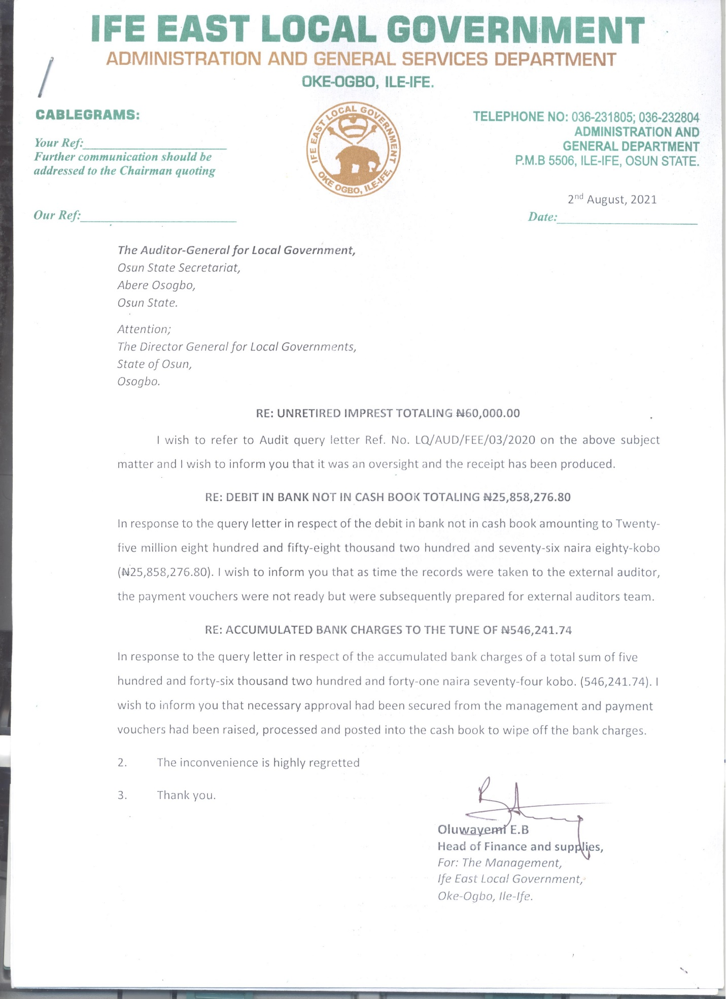 IFE EAST LOCAL GOVERNMENT
ADMINISTRATION AND GENERAL SERVICES DEPARTMENT
OKE-OGBO, ILE-IFE.
CABLEGRAMS:
Your Ref:
Further communication should be
addressed to the Chairman quoting
Our Ref:
IFE EAST LOCAL GOVERNMENT
OKE OGBO, ILE-IFE,
TELEPHONE NO: 036-231805; 036-232804
ADMINISTRATION AND
GENERAL DEPARTMENT
P.M.B 5506, ILE-IFE, OSUN STATE.
2nd August, 2021
Date:
The Auditor-General for Local Government,
Osun State Secretariat,
Abere Osogbo,
Osun State.
Attention;
The Director General for Local Governments,
State of Osun,
Osogbo.
RE: UNRETIRED IMPREST TOTALING ₦60,000.00
I wish to refer to Audit query letter Ref. No. LQ/AUD/FEE/03/2020 on the above subject
matter and I wish to inform you that it was an oversight and the receipt has been produced.
RE: DEBIT IN BANK NOT IN CASH BOOK TOTALING ₦25,858,276.80
In response to the query letter in respect of the debit in bank not in cash book amounting to Twenty-
five million eight hundred and fifty-eight thousand two hundred and seventy-six naira eighty-kobo
(₦25,858,276.80). I wish to inform you that as time the records were taken to the external auditor,
the payment vouchers were not ready but were subsequently prepared for external auditors team.
RE: ACCUMULATED BANK CHARGES TO THE TUNE OF ₦546,241.74
In response to the query letter in respect of the accumulated bank charges of a total sum of five
hundred and forty-six thousand two hundred and forty-one naira seventy-four kobo. (546,241.74). I
wish to inform you that necessary approval had been secured from the management and payment
vouchers had been raised, processed and posted into the cash book to wipe off the bank charges.
2. The inconvenience is highly regretted
3. Thank you.
Oluwayemi E.B
Head of Finance and supplies,
For: The Management,
Ife East Local Government,
Oke-Ogbo, Ile-Ife.